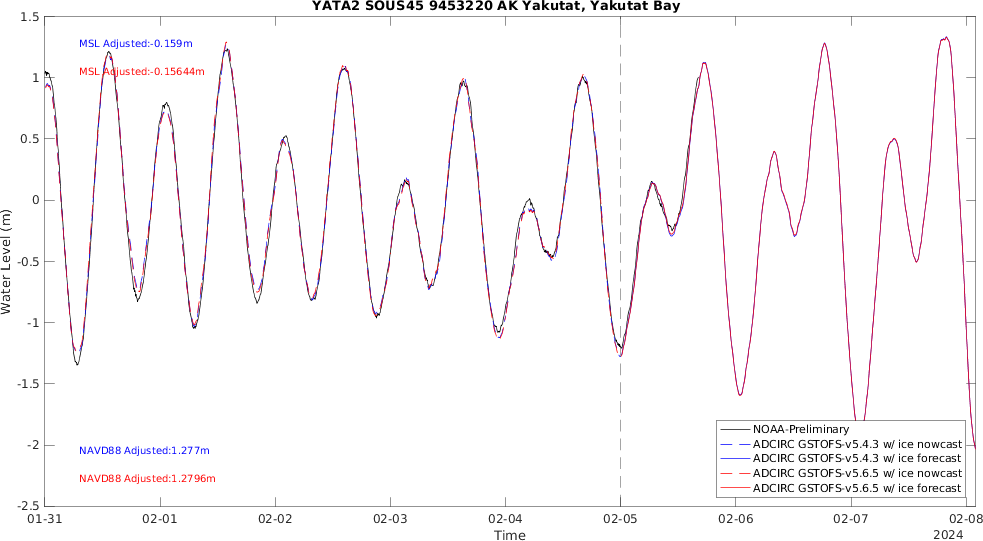 YATA2 SOUS45 9453220 AK Yakutat, Yakutat Bay
1.5
1
0.5
0
-0.5
-1
-1.5
-2
-2.5
Water Level (m)
MSL Adjusted:-0.159m
MSL Adjusted:-0.15644m
NAVD88 Adjusted:1.277m
NAVD88 Adjusted:1.2796m
NOAA-Preliminary
ADCIRC GSTOFS-v5.4.3 w/ ice nowcast
ADCIRC GSTOFS-v5.4.3 w/ ice forecast
ADCIRC GSTOFS-v5.6.5 w/ ice nowcast
ADCIRC GSTOFS-v5.6.5 w/ ice forecast
01-31 02-01 02-02 02-03 02-04 02-05 02-06 02-07 02-08
Time
2024